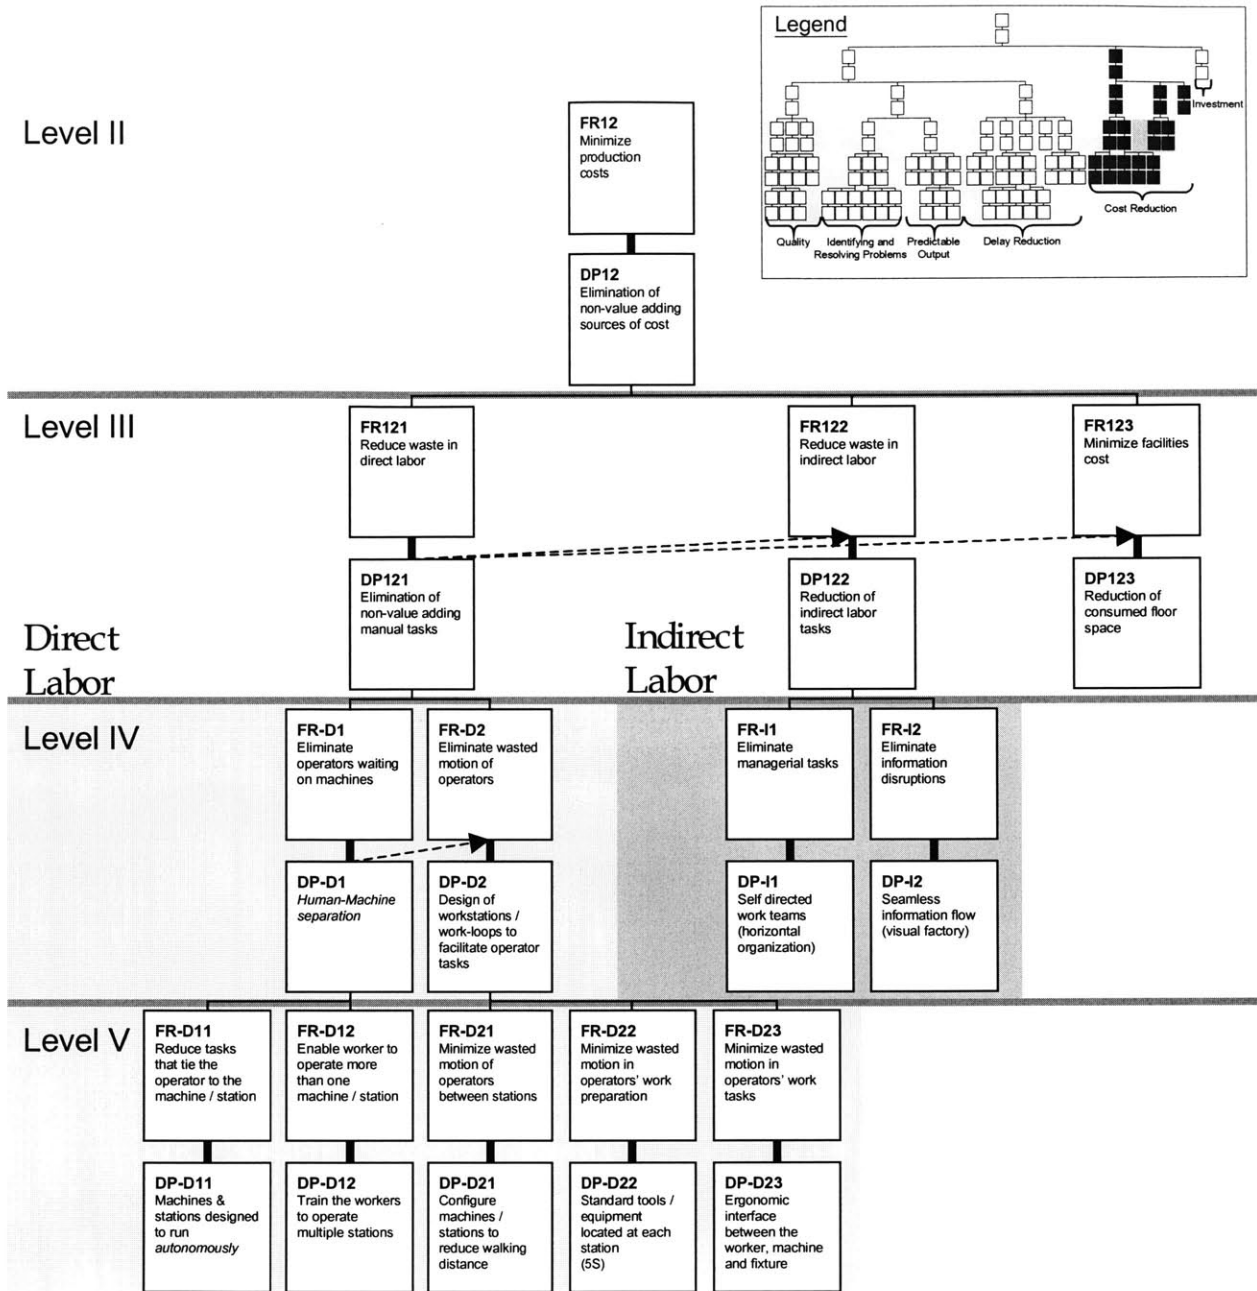 Legend
Investment
Cost Reduction
Quality
Identifying and
Resolving Problems
Predictable
Output
Delay Reduction
Level II
FR12
Minimize
production
costs
DP12
Elimination of
non-value adding
sources of cost
Level III
FR121
Reduce waste in
direct labor
FR122
Reduce waste in
indirect labor
FR123
Minimize facilities
cost
DP121
Elimination of
non-value adding
manual tasks
DP122
Reduction of
indirect labor
tasks
DP123
Reduction of
consumed floor
space
Direct
Labor
Indirect
Labor
Level IV
FR-D1
Eliminate
operators waiting
on machines
FR-D2
Eliminate wasted
motion of
operators
FR-I1
Eliminate
managerial tasks
FR-I2
Eliminate
information
disruptions
DP-D1
Human-Machine
separation
DP-D2
Design of
workstations /
work-loops to
facilitate operator
tasks
DP-I1
Self directed
work teams
(horizontal
organization)
DP-I2
Seamless
information flow
(visual factory)
Level V
FR-D11
Reduce tasks
that tie the
operator to the
machine / station
FR-D12
Enable worker to
operate more
than one
machine / station
FR-D21
Minimize wasted
motion of
operators
between stations
FR-D22
Minimize wasted
motion in
operators' work
preparation
FR-D23
Minimize wasted
motion in
operators' work
tasks
DP-D11
Machines &
stations designed
to run
autonomously
DP-D12
Train the workers
to operate
multiple stations
DP-D21
Configure
machines /
stations to
reduce walking
distance
DP-D22
Standard tools /
equipment
located at each
station
(5S)
DP-D23
Ergonomic
interface
between the
worker, machine
and fixture